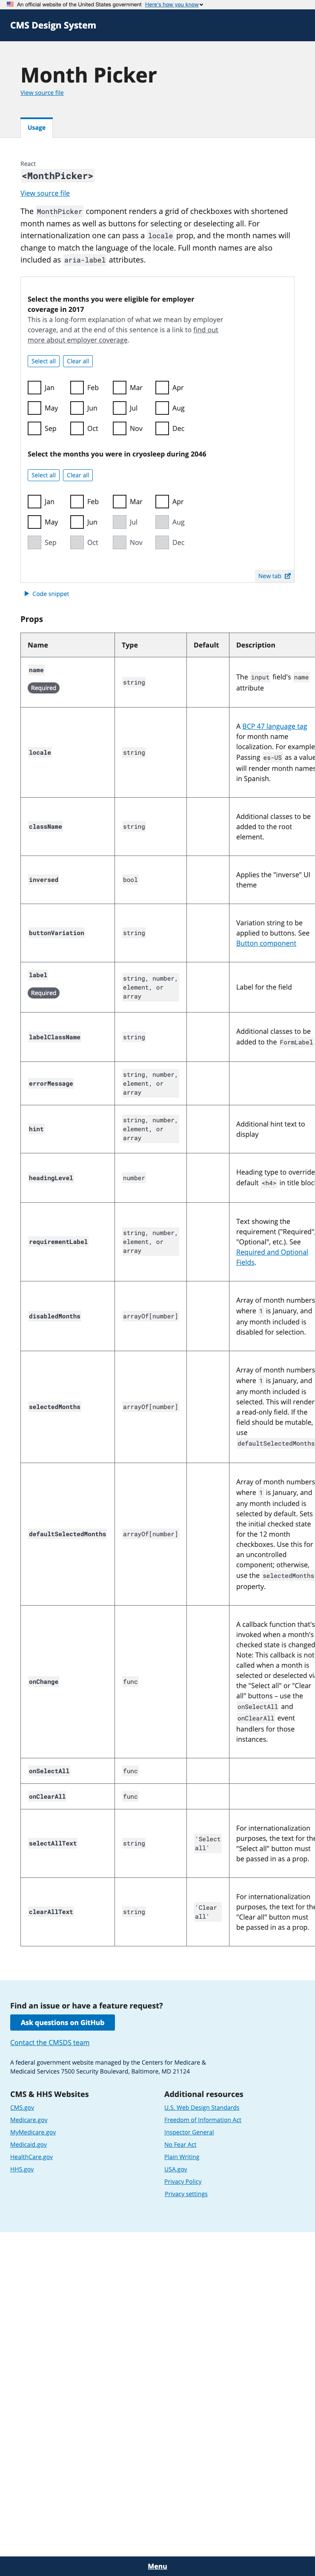 An official website of the United States government Here's how you know
CMS Design System
Month Picker
View source file
Usage
React
<MonthPicker>
View source file
The MonthPicker component renders a grid of checkboxes with shortened
month names as well as buttons for selecting or deselecting all. For
internationalization one can pass a locale prop, and the month names will
change to match the language of the locale. Full month names are also
included as aria-label attributes.
Select the months you were eligible for employer
coverage in 2017
This is a long-form explanation of what we mean by employer
coverage, and at the end of this sentence is a link to find out
more about employer coverage.
Select all Clear all
Jan Feb Mar Apr
May Jun Jul Aug
Sep Oct Nov Dec
Select the months you were in cryosleep during 2046
Select all Clear all
Jan Feb Mar Apr
May Jun Jul Aug
Sep Oct Nov Dec
New tab
Code snippet
Props
Name Type Default Description
name
Required
string
The input field's name
attribute
locale
string
A BCP 47 language tag
for month name
localization. For example:
Passing es-US as a value
will render month names
in Spanish.
className
string
Additional classes to be
added to the root
element.
inversed
bool
Applies the "inverse" UI
theme
buttonVariation
string
Variation string to be
applied to buttons. See
Button component
label
Required
string, number,
element, or
array
Label for the field
labelClassName
string
Additional classes to be
added to the FormLabel
errorMessage
string, number,
element, or
array
hint
string, number,
element, or
array
Additional hint text to
display
headingLevel
number
Heading type to override
default <h4> in title block
requirementLabel
string, number,
element, or
array
Text showing the
requirement ("Required",
"Optional", etc.). See
Required and Optional
Fields.
disabledMonths
arrayOf[number]
Array of month numbers,
where 1 is January, and
any month included is
disabled for selection.
selectedMonths
arrayOf[number]
Array of month numbers,
where 1 is January, and
any month included is
selected. This will render
a read-only field. If the
field should be mutable,
use
defaultSelectedMonths
defaultSelectedMonths
arrayOf[number]
Array of month numbers,
where 1 is January, and
any month included is
selected by default. Sets
the initial checked state
for the 12 month
checkboxes. Use this for
an uncontrolled
component; otherwise,
use the selectedMonths
property.
onChange
func
A callback function that's
invoked when a month's
checked state is changed.
Note: This callback is not
called when a month is
selected or deselected via
the "Select all" or "Clear
all" buttons – use the
onSelectAll and
onClearAll event
handlers for those
instances.
onSelectAll
func
onClearAll
func
selectAllText
string
'Select
all'
For internationalization
purposes, the text for the
"Select all" button must
be passed in as a prop.
clearAllText
string
'Clear
all'
For internationalization
purposes, the text for the
"Clear all" button must
be passed in as a prop.
Find an issue or have a feature request?
Ask questions on GitHub
Contact the CMSDS team
A federal government website managed by the Centers for Medicare &
Medicaid Services 7500 Security Boulevard, Baltimore, MD 21124
CMS & HHS Websites
CMS.gov
Medicare.gov
MyMedicare.gov
Medicaid.gov
HealthCare.gov
HHS.gov
Additional resources
U.S. Web Design Standards
Freedom of Information Act
Inspector General
No Fear Act
Plain Writing
USA.gov
Privacy Policy
Privacy settings
Menu